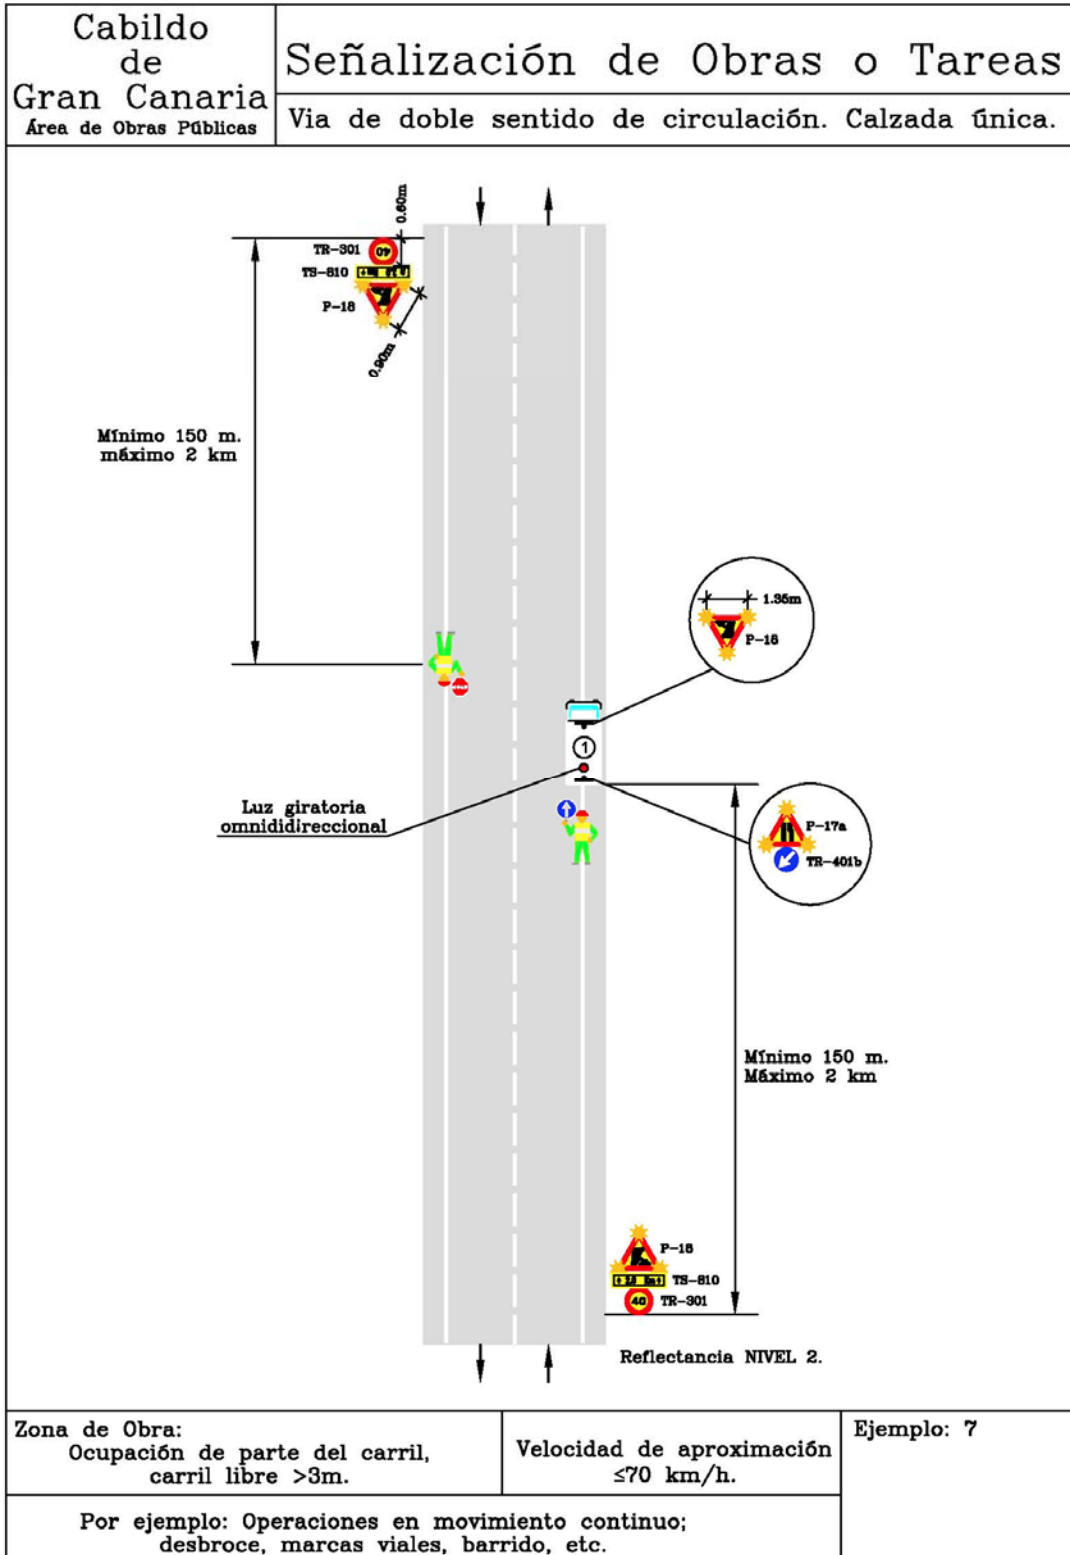 Cabildo
de
Gran Canaria
Área de Obras Públicas
Señalización de Obras o Tareas
Via de doble sentido de circulación. Calzada única.
0.60m
TR-301
40
TS-810
P-18
0.90m
Mínimo 150 m.
máximo 2 km
1.35m
P-18
1
Luz giratoria
omnididireccional
P-17a
TR-401b
Mínimo 150 m.
Máximo 2 km
P-18
TS-810
40
TR-301
Reflectancia NIVEL 2.
Zona de Obra:
Ocupación de parte del carril,
carril libre >3m.
Velocidad de aproximación
≤70 km/h.
Ejemplo: 7
Por ejemplo: Operaciones en movimiento continuo;
desbroce, marcas viales, barrido, etc.